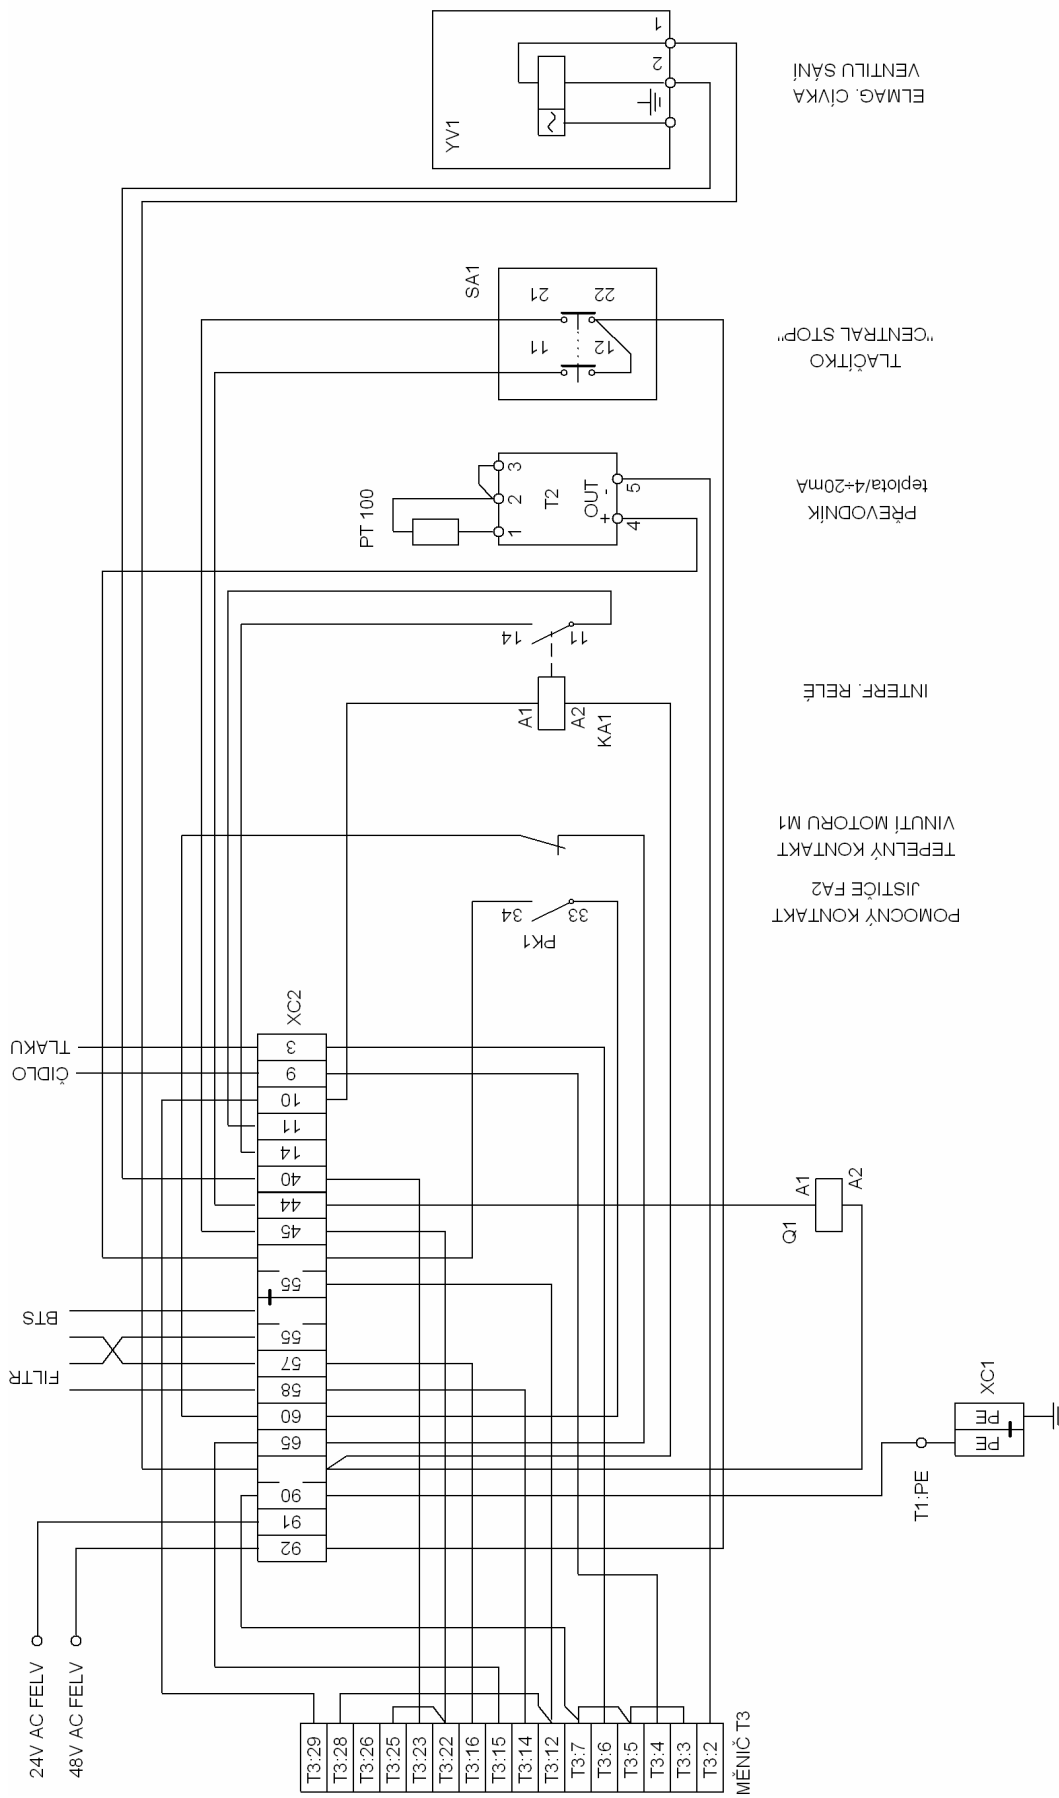 1
2
YV1
ELMAG. CÍVKA
VENTILU SÁNÍ
SA1
21
22
11
12
TLAČÍTKO
"CENTRAL STOP"
PT 100
3
2
1
T2
OUT
-
+
5
4
PŘEVODNÍK
teplota/4÷20mA
14
11
A1
A2
KA1
INTERF. RELÉ
TEPELNÝ KONTAKT
VINUTÍ MOTORU M1
34
33
PK1
POMOCNÝ KONTAKT
JISTIČE FA2
XC2
ČIDLO
TLAKU
3
9
10
11
14
40
44
45
55
55
57
58
60
65
90
91
92
BTS
FILTR
A1
A2
Q1
XC1
PE
PE
T1:PE
24V AC FELV
48V AC FELV
T3:29
T3:28
T3:26
T3:25
T3:23
T3:22
T3:16
T3:15
T3:14
T3:12
T3:7
T3:6
T3:5
T3:4
T3:3
T3:2
MĚNIČ T3